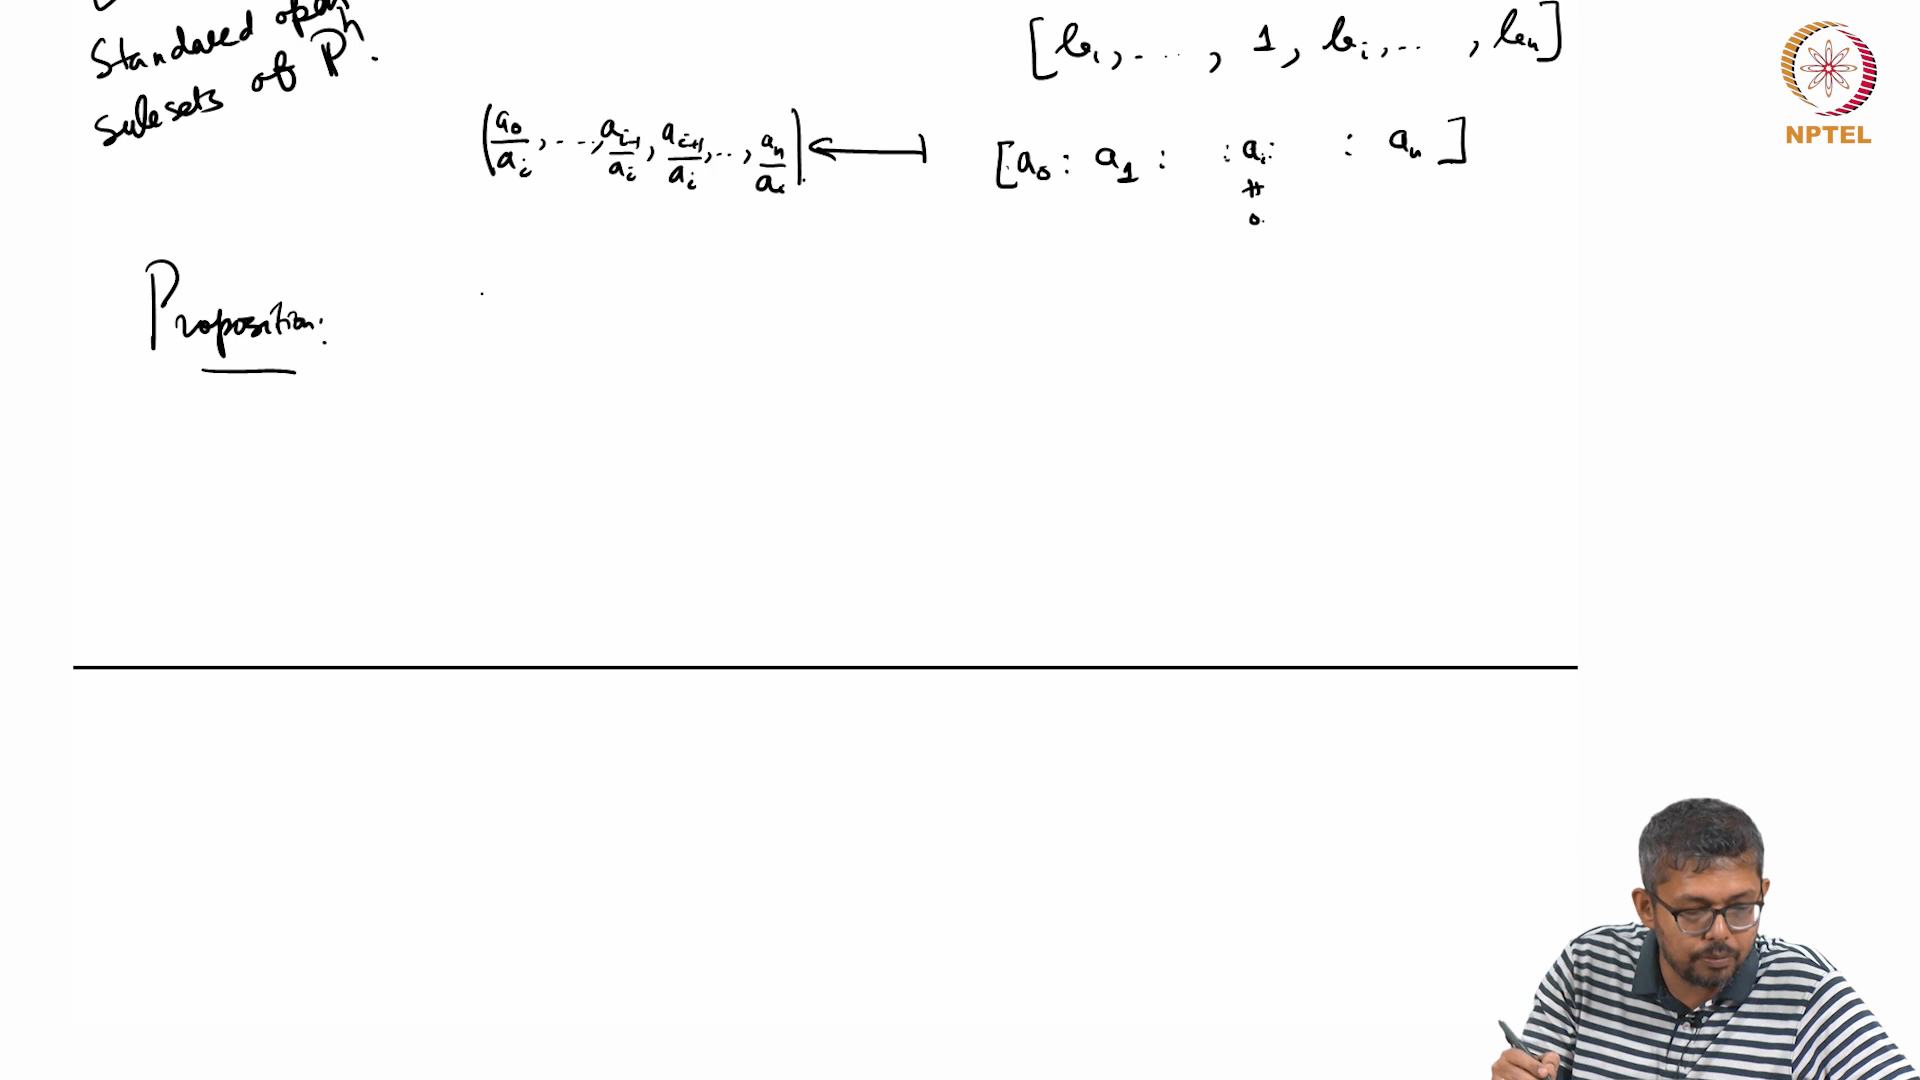 Standard open
subsets of ℙⁿ.
[b₁, ..., 1, bᵢ, ..., bₙ]
(a₀/aᵢ, ..., aᵢ₋₁/aᵢ, aᵢ₊₁/aᵢ, ..., aₙ/aᵢ) ⟻ [a₀ : a₁ : : aᵢ : : aₙ]
≠
0
NPTEL
Proposition: